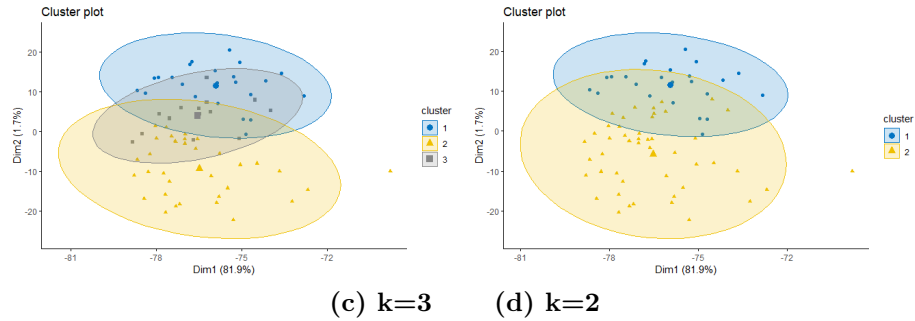 Cluster plot
20
10
0
-10
-20
Dim2 (1.7%)
-81
-78
-75
-72
Dim1 (81.9%)
cluster
1
2
3
Cluster plot
20
10
0
-10
-20
Dim2 (1.7%)
-81
-78
-75
-72
Dim1 (81.9%)
cluster
1
2
(c) k=3
(d) k=2